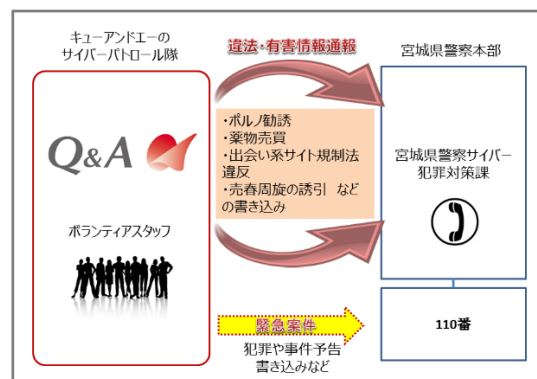 キューアンドエーの
サイバーパトロール隊
違法・有害情報通報
宮城県警察本部
Q&A
・ポルノ勧誘
・薬物売買
・出会い系サイト規制法
違反
・売春周旋の誘引 など
の書き込み
宮城県警察サイバー
犯罪対策課
ボランティアスタッフ
緊急案件
犯罪や事件予告
書き込みなど
110番